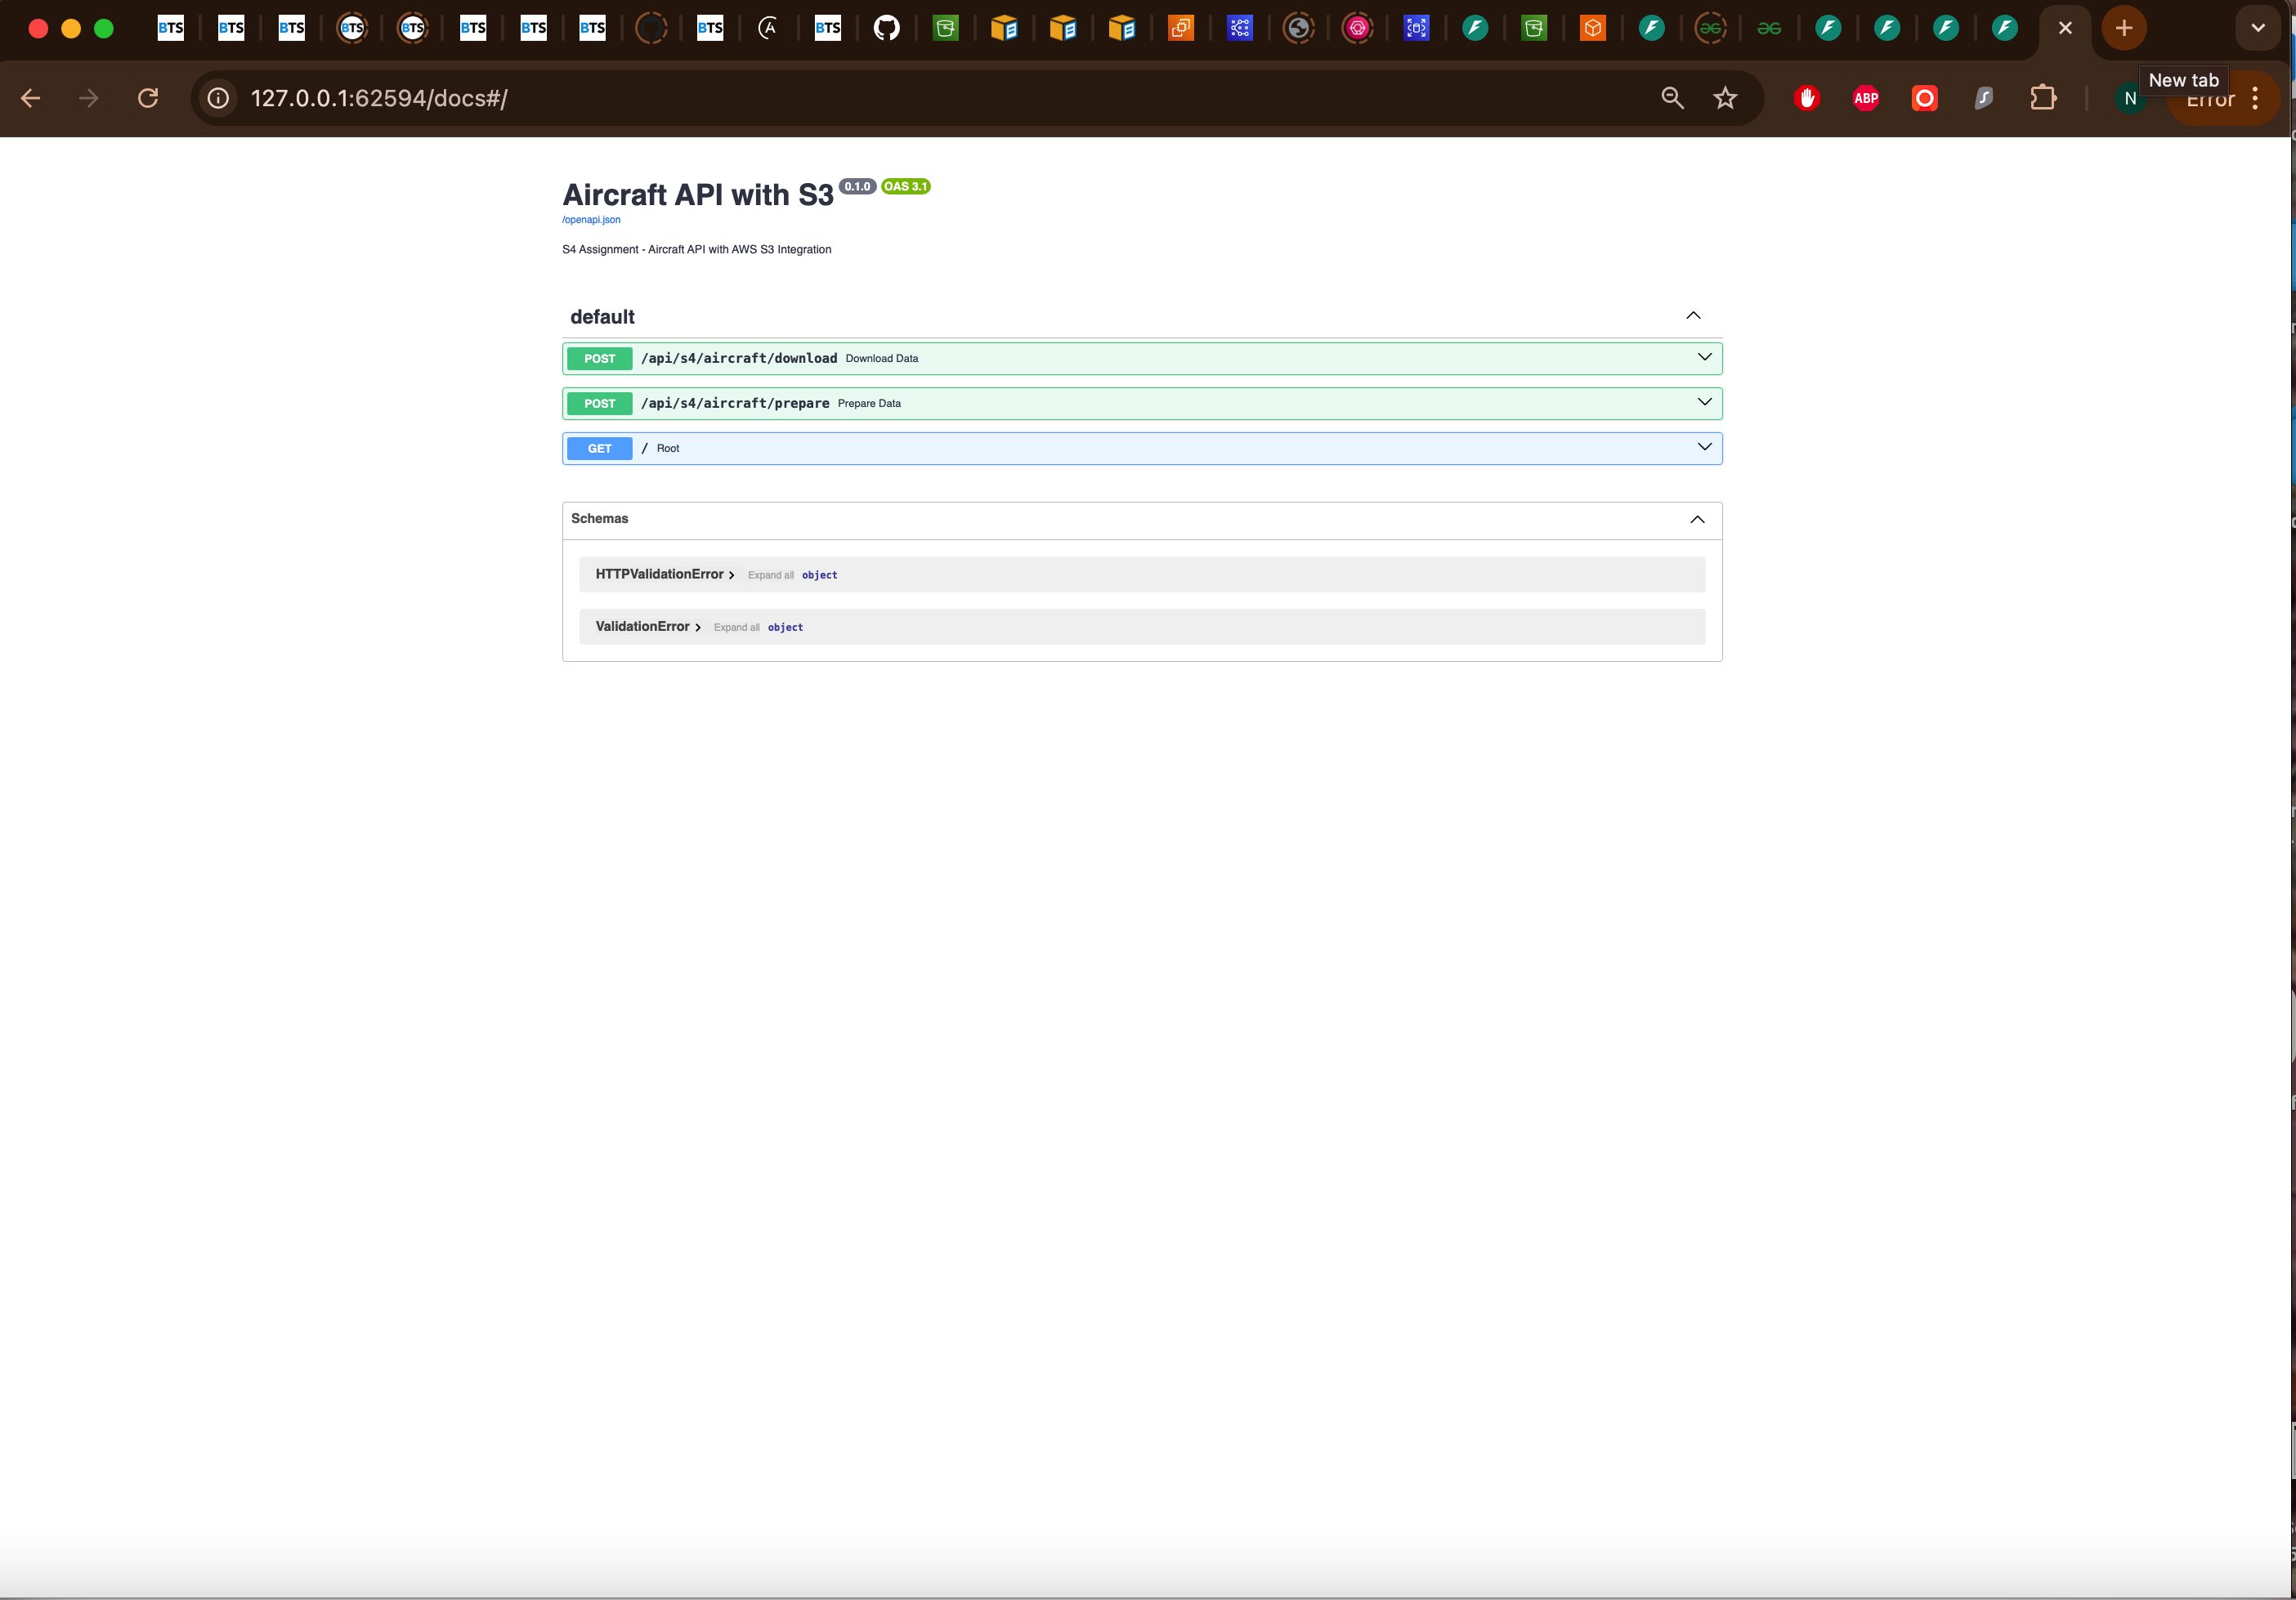 BTS BTS BTS BTS BTS BTS BTS BTS BTS BTS
127.0.0.1:62594/docs#/
ABP
N
New tab
Error
Aircraft API with S3 0.1.0 OAS 3.1
/openapi.json
S4 Assignment - Aircraft API with AWS S3 Integration
default
POST /api/s4/aircraft/download Download Data
POST /api/s4/aircraft/prepare Prepare Data
GET / Root
Schemas
HTTPValidationError Expand all object
ValidationError Expand all object